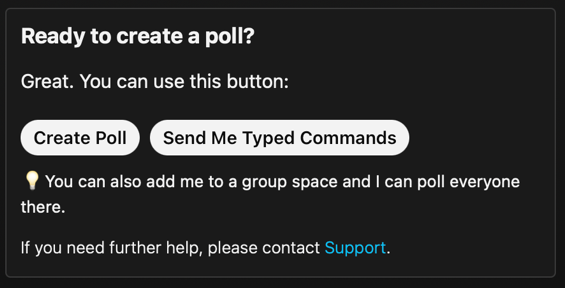 Ready to create a poll?
Great. You can use this button:
Create Poll
Send Me Typed Commands
💡 You can also add me to a group space and I can poll everyone
there.
If you need further help, please contact Support.